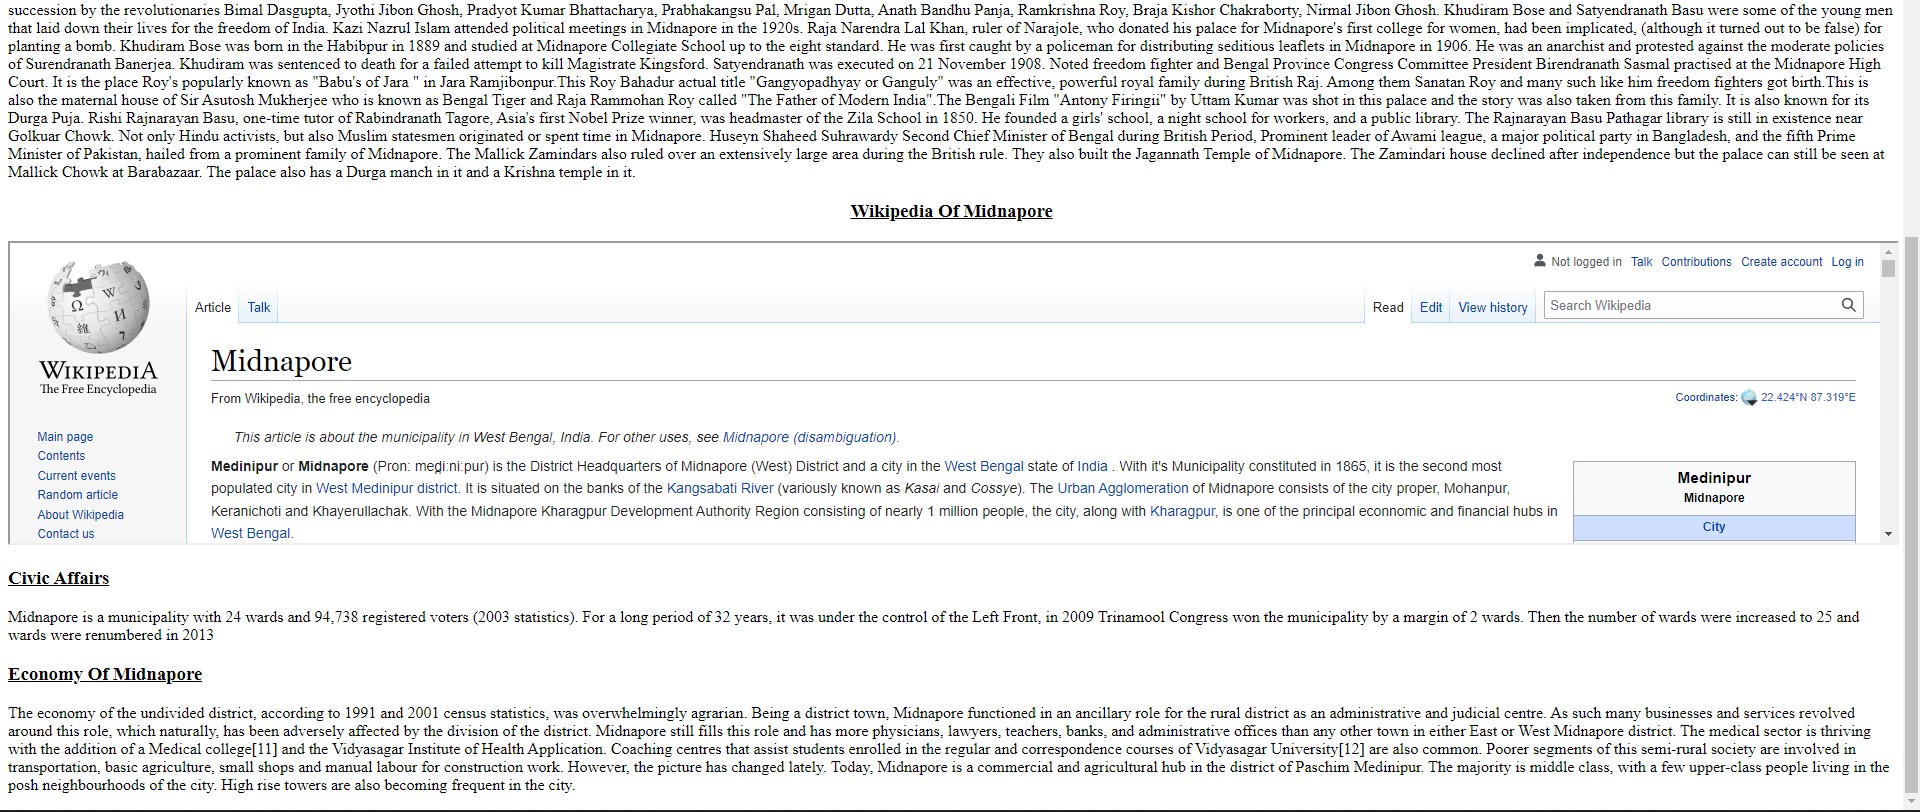 succession by the revolutionaries Bimal Dasgupta, Jyothi Jibon Ghosh, Pradyot Kumar Bhattacharya, Prabhakangsu Pal, Mrigan Dutta, Anath Bandhu Panja, Ramkrishna Roy, Braja Kishor Chakraborty, Nirmal Jibon Ghosh. Khudiram Bose and Satyendranath Basu were some of the young men
that laid down their lives for the freedom of India. Kazi Nazrul Islam attended political meetings in Midnapore in the 1920s. Raja Narendra Lal Khan, ruler of Narajole, who donated his palace for Midnapore's first college for women, had been implicated, (although it turned out to be false) for
planting a bomb. Khudiram Bose was born in the Habibpur in 1889 and studied at Midnapore Collegiate School up to the eight standard. He was first caught by a policeman for distributing seditious leaflets in Midnapore in 1906. He was an anarchist and protested against the moderate policies
of Surendranath Banerjea. Khudiram was sentenced to death for a failed attempt to kill Magistrate Kingsford. Satyendranath was executed on 21 November 1908. Noted freedom fighter and Bengal Province Congress Committee President Birendranath Sasmal practised at the Midnapore High
Court. It is the place Roy's popularly known as "Babu's of Jara " in Jara Ramjibonpur.This Roy Bahadur actual title "Gangyopadhyay or Ganguly" was an effective, powerful royal family during British Raj. Among them Sanatan Roy and many such like him freedom fighters got birth.This is
also the maternal house of Sir Asutosh Mukherjee who is known as Bengal Tiger and Raja Rammohan Roy called "The Father of Modern India".The Bengali Film "Antony Firingii" by Uttam Kumar was shot in this palace and the story was also taken from this family. It is also known for its
Durga Puja. Rishi Rajnarayan Basu, one-time tutor of Rabindranath Tagore, Asia's first Nobel Prize winner, was headmaster of the Zila School in 1850. He founded a girls' school, a night school for workers, and a public library. The Rajnarayan Basu Pathagar library is still in existence near
Golkuar Chowk. Not only Hindu activists, but also Muslim statesmen originated or spent time in Midnapore. Huseyn Shaheed Suhrawardy Second Chief Minister of Bengal during British Period, Prominent leader of Awami league, a major political party in Bangladesh, and the fifth Prime
Minister of Pakistan, hailed from a prominent family of Midnapore. The Mallick Zamindars also ruled over an extensively large area during the British rule. They also built the Jagannath Temple of Midnapore. The Zamindari house declined after independence but the palace can still be seen at
Mallick Chowk at Barabazaar. The palace also has a Durga manch in it and a Krishna temple in it.
Wikipedia Of Midnapore
Not logged in Talk Contributions Create account Log in
Article Talk Read Edit View history Search Wikipedia
WIKIPEDIA
The Free Encyclopedia
Midnapore
From Wikipedia, the free encyclopedia
Coordinates: 22.424°N 87.319°E
Main page
Contents
Current events
Random article
About Wikipedia
Contact us
This article is about the municipality in West Bengal, India. For other uses, see Midnapore (disambiguation).
Medinipur or Midnapore (Pron: med̪i:ni:pur) is the District Headquarters of Midnapore (West) District and a city in the West Bengal state of India . With it's Municipality constituted in 1865, it is the second most
populated city in West Medinipur district. It is situated on the banks of the Kangsabati River (variously known as Kasai and Cossye). The Urban Agglomeration of Midnapore consists of the city proper, Mohanpur,
Keranichoti and Khayerullachak. With the Midnapore Kharagpur Development Authority Region consisting of nearly 1 million people, the city, along with Kharagpur, is one of the principal econnomic and financial hubs in
West Bengal.
Medinipur
Midnapore
City
Civic Affairs
Midnapore is a municipality with 24 wards and 94,738 registered voters (2003 statistics). For a long period of 32 years, it was under the control of the Left Front, in 2009 Trinamool Congress won the municipality by a margin of 2 wards. Then the number of wards were increased to 25 and
wards were renumbered in 2013
Economy Of Midnapore
The economy of the undivided district, according to 1991 and 2001 census statistics, was overwhelmingly agrarian. Being a district town, Midnapore functioned in an ancillary role for the rural district as an administrative and judicial centre. As such many businesses and services revolved
around this role, which naturally, has been adversely affected by the division of the district. Midnapore still fills this role and has more physicians, lawyers, teachers, banks, and administrative offices than any other town in either East or West Midnapore district. The medical sector is thriving
with the addition of a Medical college[11] and the Vidyasagar Institute of Health Application. Coaching centres that assist students enrolled in the regular and correspondence courses of Vidyasagar University[12] are also common. Poorer segments of this semi-rural society are involved in
transportation, basic agriculture, small shops and manual labour for construction work. However, the picture has changed lately. Today, Midnapore is a commercial and agricultural hub in the district of Paschim Medinipur. The majority is middle class, with a few upper-class people living in the
posh neighbourhoods of the city. High rise towers are also becoming frequent in the city.